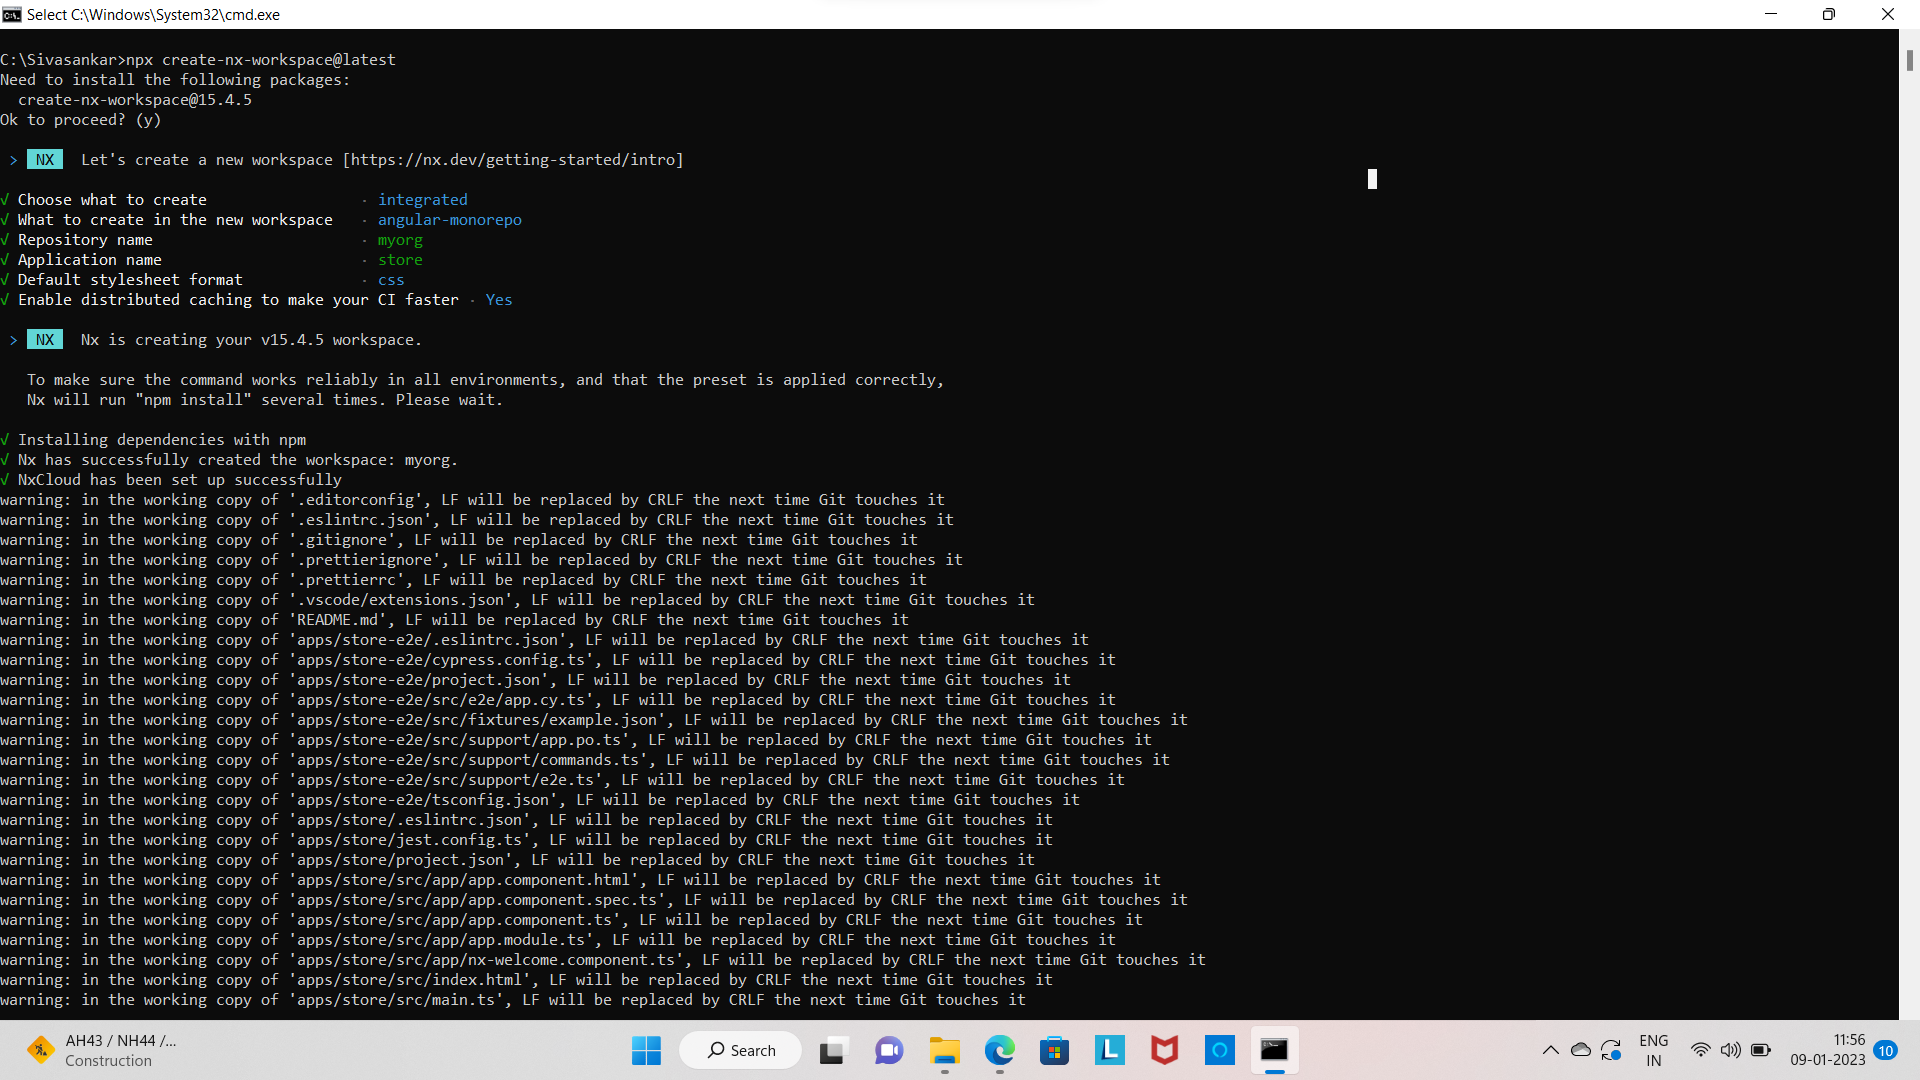 Select C:\Windows\System32\cmd.exe
C:\Sivasankar>npx create-nx-workspace@latest
Need to install the following packages:
  create-nx-workspace@15.4.5
Ok to proceed? (y)
> NX Let's create a new workspace [https://nx.dev/getting-started/intro]
√ Choose what to create · integrated
√ What to create in the new workspace · angular-monorepo
√ Repository name · myorg
√ Application name · store
√ Default stylesheet format · css
√ Enable distributed caching to make your CI faster · Yes
> NX Nx is creating your v15.4.5 workspace.
To make sure the command works reliably in all environments, and that the preset is applied correctly,
Nx will run "npm install" several times. Please wait.
√ Installing dependencies with npm
√ Nx has successfully created the workspace: myorg.
√ NxCloud has been set up successfully
warning: in the working copy of '.editorconfig', LF will be replaced by CRLF the next time Git touches it
warning: in the working copy of '.eslintrc.json', LF will be replaced by CRLF the next time Git touches it
warning: in the working copy of '.gitignore', LF will be replaced by CRLF the next time Git touches it
warning: in the working copy of '.prettierignore', LF will be replaced by CRLF the next time Git touches it
warning: in the working copy of '.prettierrc', LF will be replaced by CRLF the next time Git touches it
warning: in the working copy of '.vscode/extensions.json', LF will be replaced by CRLF the next time Git touches it
warning: in the working copy of 'README.md', LF will be replaced by CRLF the next time Git touches it
warning: in the working copy of 'apps/store-e2e/.eslintrc.json', LF will be replaced by CRLF the next time Git touches it
warning: in the working copy of 'apps/store-e2e/cypress.config.ts', LF will be replaced by CRLF the next time Git touches it
warning: in the working copy of 'apps/store-e2e/project.json', LF will be replaced by CRLF the next time Git touches it
warning: in the working copy of 'apps/store-e2e/src/e2e/app.cy.ts', LF will be replaced by CRLF the next time Git touches it
warning: in the working copy of 'apps/store-e2e/src/fixtures/example.json', LF will be replaced by CRLF the next time Git touches it
warning: in the working copy of 'apps/store-e2e/src/support/app.po.ts', LF will be replaced by CRLF the next time Git touches it
warning: in the working copy of 'apps/store-e2e/src/support/commands.ts', LF will be replaced by CRLF the next time Git touches it
warning: in the working copy of 'apps/store-e2e/src/support/e2e.ts', LF will be replaced by CRLF the next time Git touches it
warning: in the working copy of 'apps/store-e2e/tsconfig.json', LF will be replaced by CRLF the next time Git touches it
warning: in the working copy of 'apps/store/.eslintrc.json', LF will be replaced by CRLF the next time Git touches it
warning: in the working copy of 'apps/store/jest.config.ts', LF will be replaced by CRLF the next time Git touches it
warning: in the working copy of 'apps/store/project.json', LF will be replaced by CRLF the next time Git touches it
warning: in the working copy of 'apps/store/src/app/app.component.html', LF will be replaced by CRLF the next time Git touches it
warning: in the working copy of 'apps/store/src/app/app.component.spec.ts', LF will be replaced by CRLF the next time Git touches it
warning: in the working copy of 'apps/store/src/app/app.component.ts', LF will be replaced by CRLF the next time Git touches it
warning: in the working copy of 'apps/store/src/app/app.module.ts', LF will be replaced by CRLF the next time Git touches it
warning: in the working copy of 'apps/store/src/app/nx-welcome.component.ts', LF will be replaced by CRLF the next time Git touches it
warning: in the working copy of 'apps/store/src/index.html', LF will be replaced by CRLF the next time Git touches it
warning: in the working copy of 'apps/store/src/main.ts', LF will be replaced by CRLF the next time Git touches it
AH43 / NH44 /...
Construction
Search
L
ENG
IN
11:56
09-01-2023
10